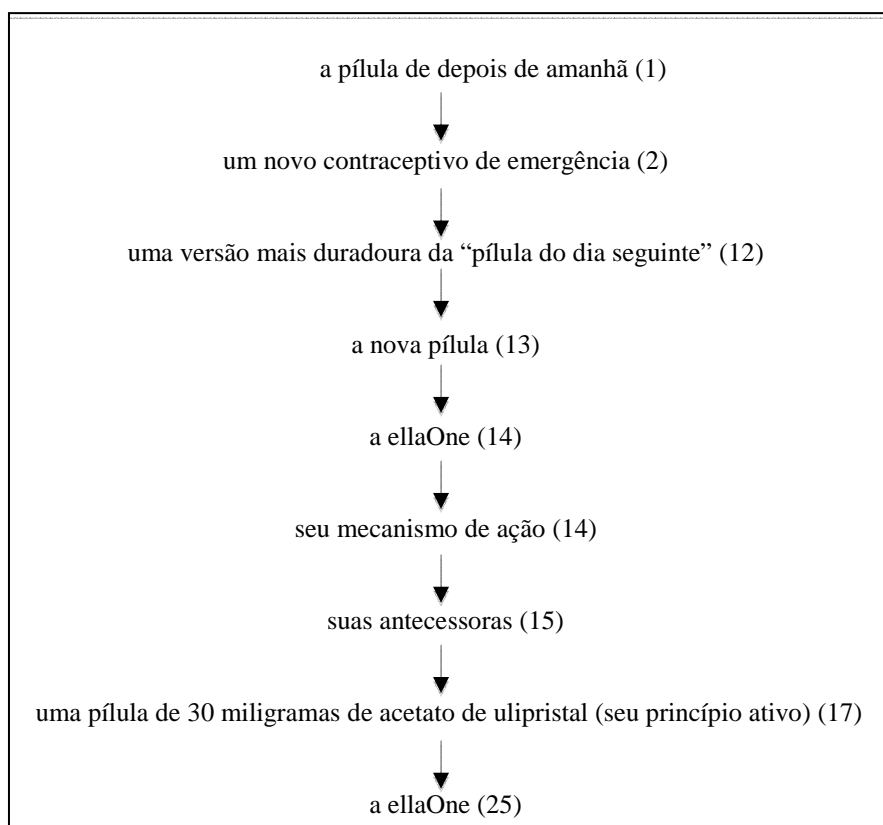 a pílula de depois de amanhã (1)
um novo contraceptivo de emergência (2)
uma versão mais duradoura da “pílula do dia seguinte” (12)
a nova pílula (13)
a ellaOne (14)
seu mecanismo de ação (14)
suas antecessoras (15)
uma pílula de 30 miligramas de acetato de ulipristal (seu princípio ativo) (17)
a ellaOne (25)